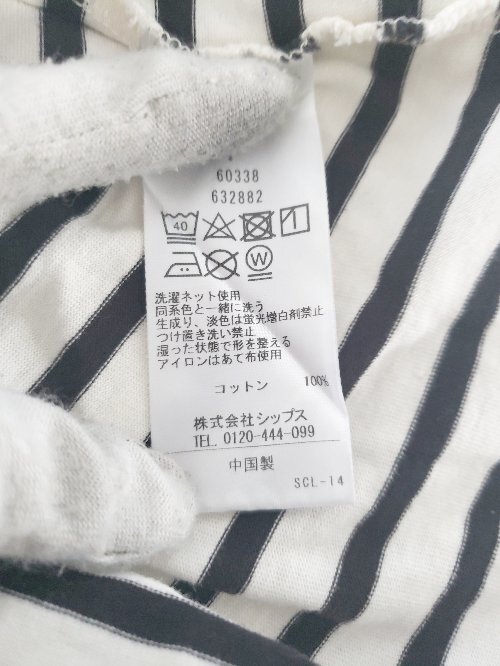 60338
632882
40
W
洗濯ネット使用
同系色と一緒に洗う
生成り、淡色は蛍光増白剤禁止
つけ置き洗い禁止
湿った状態で形を整える
アイロンはあて布使用
コットン 100%
株式会社シップス
TEL. 0120-444-099
中国製
SCL-14